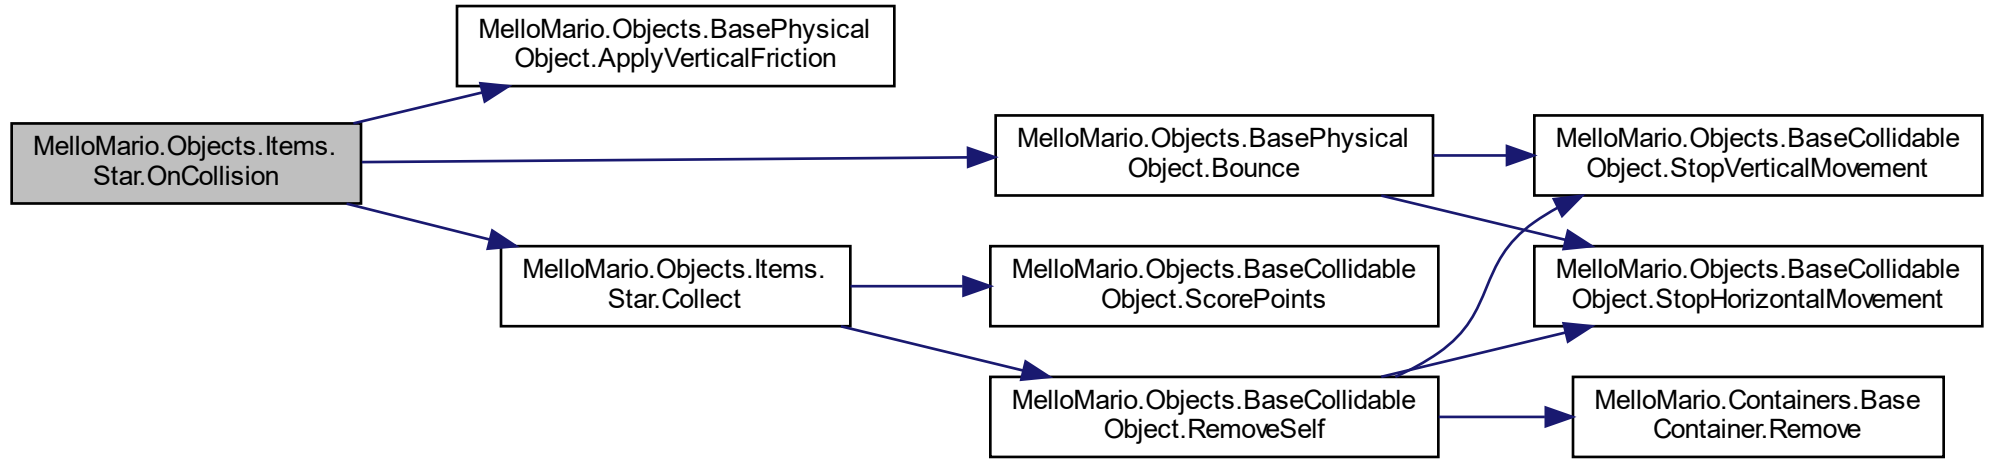 MelloMario.Objects.BasePhysical
Object.ApplyVerticalFriction
MelloMario.Objects.Items.
Star.OnCollision
MelloMario.Objects.BasePhysical
Object.Bounce
MelloMario.Objects.BaseCollidable
Object.StopVerticalMovement
MelloMario.Objects.Items.
Star.Collect
MelloMario.Objects.BaseCollidable
Object.ScorePoints
MelloMario.Objects.BaseCollidable
Object.StopHorizontalMovement
MelloMario.Objects.BaseCollidable
Object.RemoveSelf
MelloMario.Containers.Base
Container.Remove